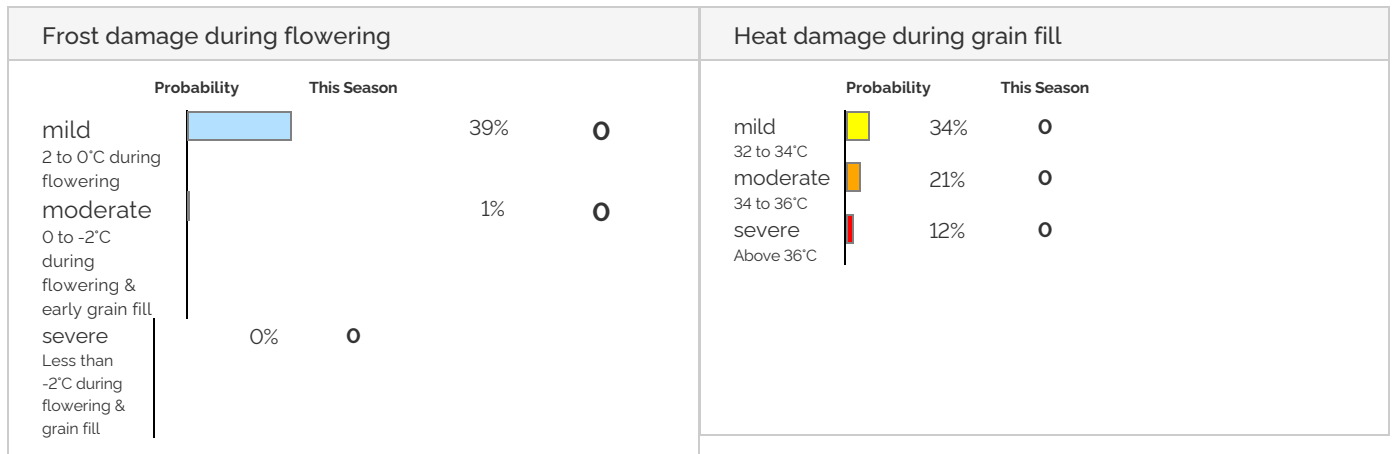 Frost damage during flowering
Probability This Season
mild 39% 0
2 to 0°C during
flowering
moderate 1% 0
0 to -2°C
during
flowering &
early grain fill
severe 0% 0
Less than
-2°C during
flowering &
grain fill
Heat damage during grain fill
Probability This Season
mild 34% 0
32 to 34°C
moderate 21% 0
34 to 36°C
severe 12% 0
Above 36°C